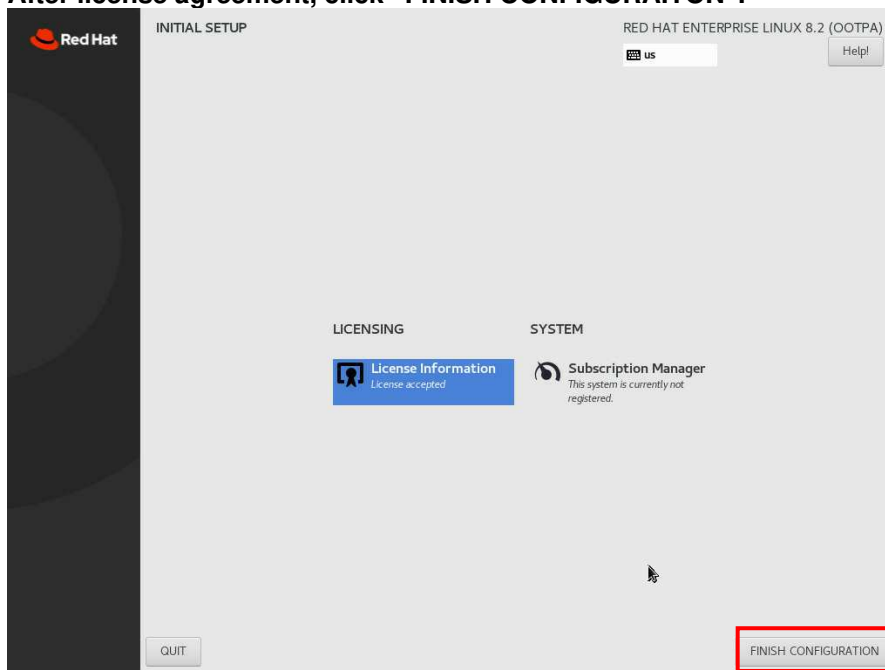 After license agreement, click "FINISH CONFIGURAITON".
Red Hat
INITIAL SETUP
RED HAT ENTERPRISE LINUX 8.2 (OOTPA)
us
Help!
LICENSING
SYSTEM
License Information
License accepted
Subscription Manager
This system is currently not
registered.
QUIT
FINISH CONFIGURATION